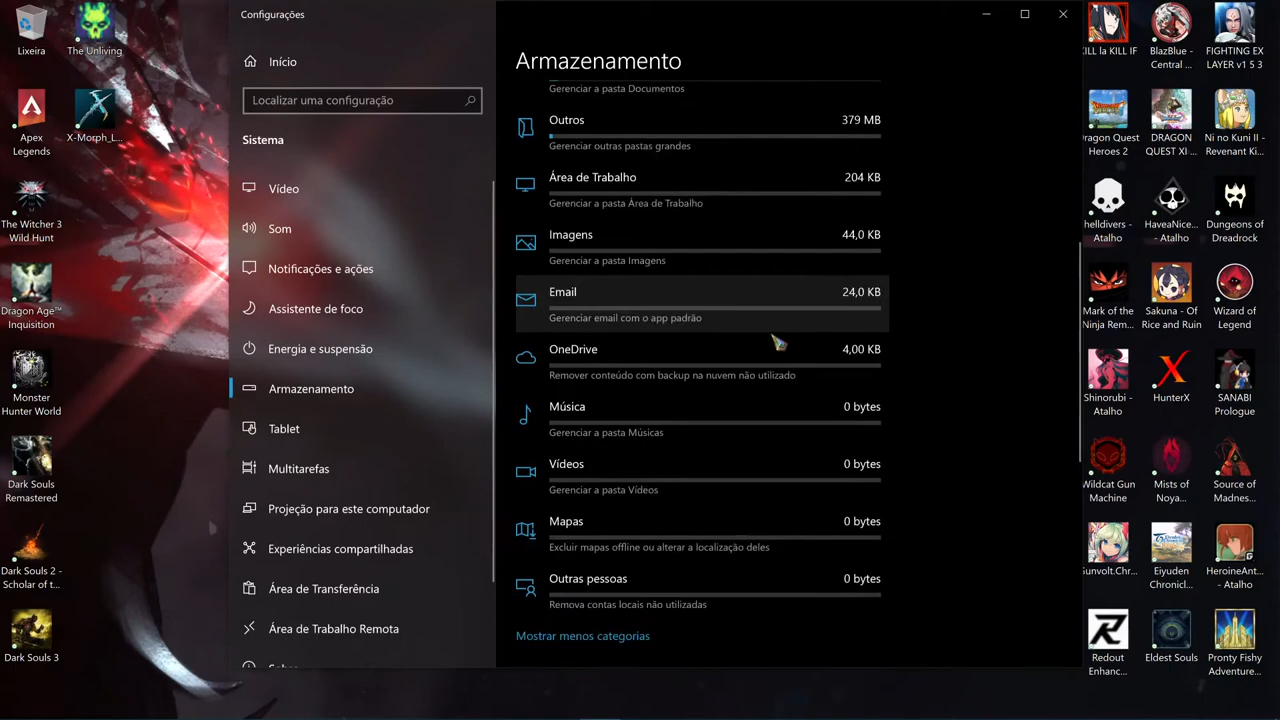 Lixeira
The Unliving
Apex
Legends
X-Morph_L...
The Witcher 3
Wild Hunt
Dragon Age™
Inquisition
Monster
Hunter World
Dark Souls
Remastered
Dark Souls 2 -
Scholar of t...
Dark Souls 3
Configurações
Início
Localizar uma configuração
Sistema
Vídeo
Som
Notificações e ações
Assistente de foco
Energia e suspensão
Armazenamento
Tablet
Multitarefas
Projeção para este computador
Experiências compartilhadas
Área de Transferência
Área de Trabalho Remota
Armazenamento
Gerenciar a pasta Documentos
Outros 379 MB
Gerenciar outras pastas grandes
Área de Trabalho 204 KB
Gerenciar a pasta Área de Trabalho
Imagens 44,0 KB
Gerenciar a pasta Imagens
Email 24,0 KB
Gerenciar email com o app padrão
OneDrive 4,00 KB
Remover conteúdo com backup na nuvem não utilizado
Música 0 bytes
Gerenciar a pasta Músicas
Vídeos 0 bytes
Gerenciar a pasta Vídeos
Mapas 0 bytes
Excluir mapas offline ou alterar a localização deles
Outras pessoas 0 bytes
Remova contas locais não utilizadas
Mostrar menos categorias
KILL la KILL IF
BlazBlue -
Central ...
FIGHTING EX
LAYER v1 5 3
Dragon Quest
Heroes 2
DRAGON
QUEST XI ...
Ni no Kuni II -
Revenant Ki...
helldivers -
Atalho
HaveaNice...
- Atalho
Dungeons of
Dreadrock
Mark of the
Ninja Rem...
Sakuna - Of
Rice and Ruin
Wizard of
Legend
Shinorubi -
Atalho
HunterX
SANABI
Prologue
Wildcat Gun
Machine
Mists of
Noya...
Source of
Madnes...
Gunvolt.Chr...
Eiyuden
Chronicl...
HeroineAnt...
- Atalho
Redout
Enhanc...
Eldest Souls
Pronty Fishy
Adventure...